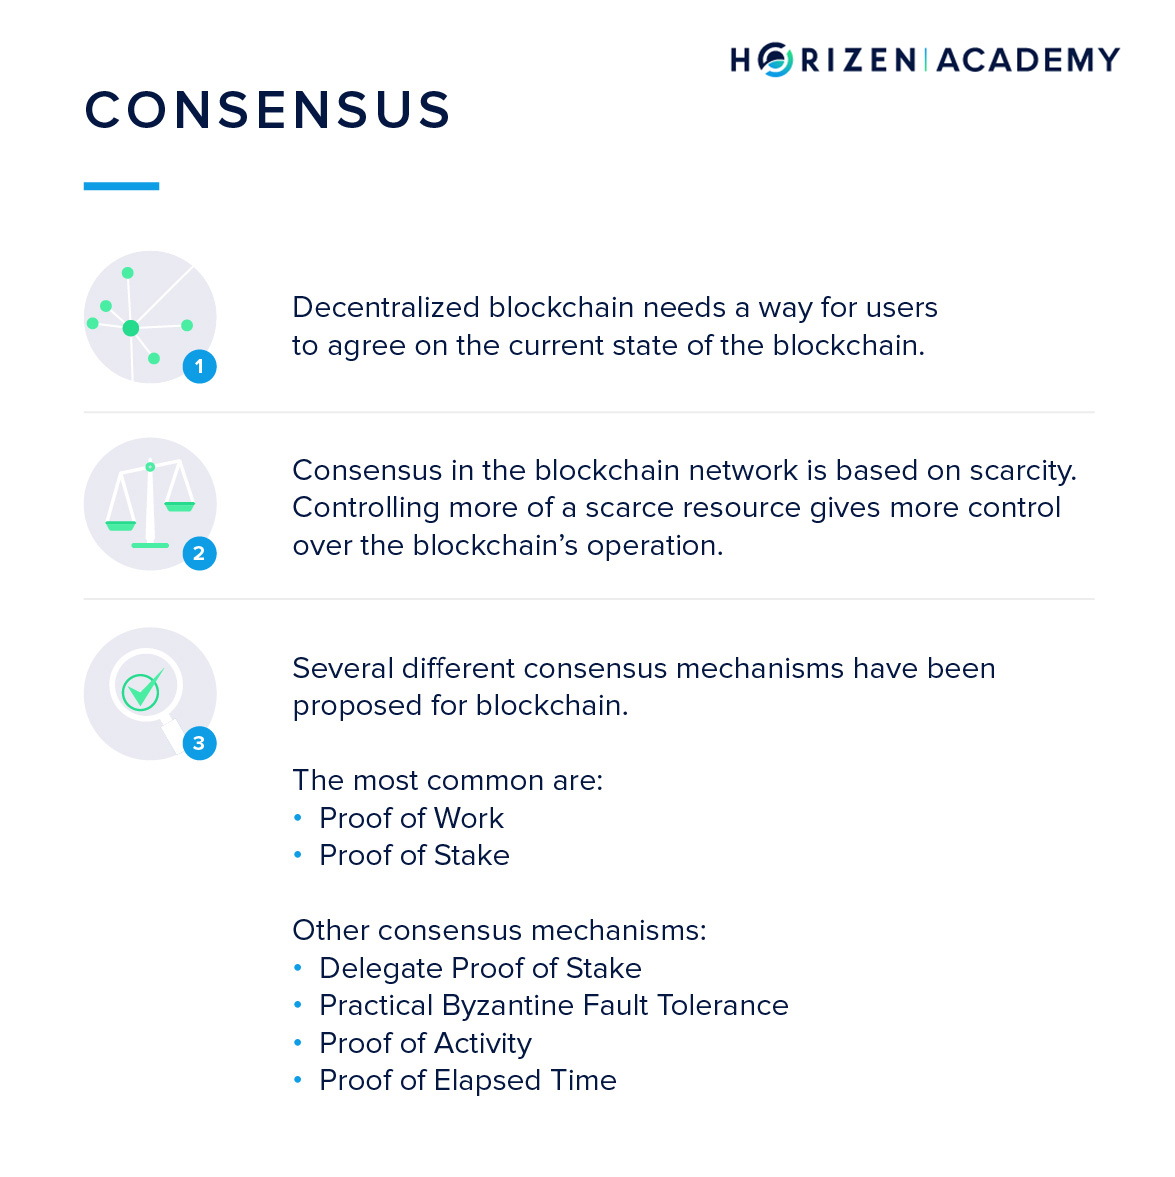 HORIZEN | ACADEMY
CONSENSUS
1
Decentralized blockchain needs a way for users
to agree on the current state of the blockchain.
2
Consensus in the blockchain network is based on scarcity.
Controlling more of a scarce resource gives more control
over the blockchain’s operation.
3
Several different consensus mechanisms have been
proposed for blockchain.
The most common are:
• Proof of Work
• Proof of Stake
Other consensus mechanisms:
• Delegate Proof of Stake
• Practical Byzantine Fault Tolerance
• Proof of Activity
• Proof of Elapsed Time